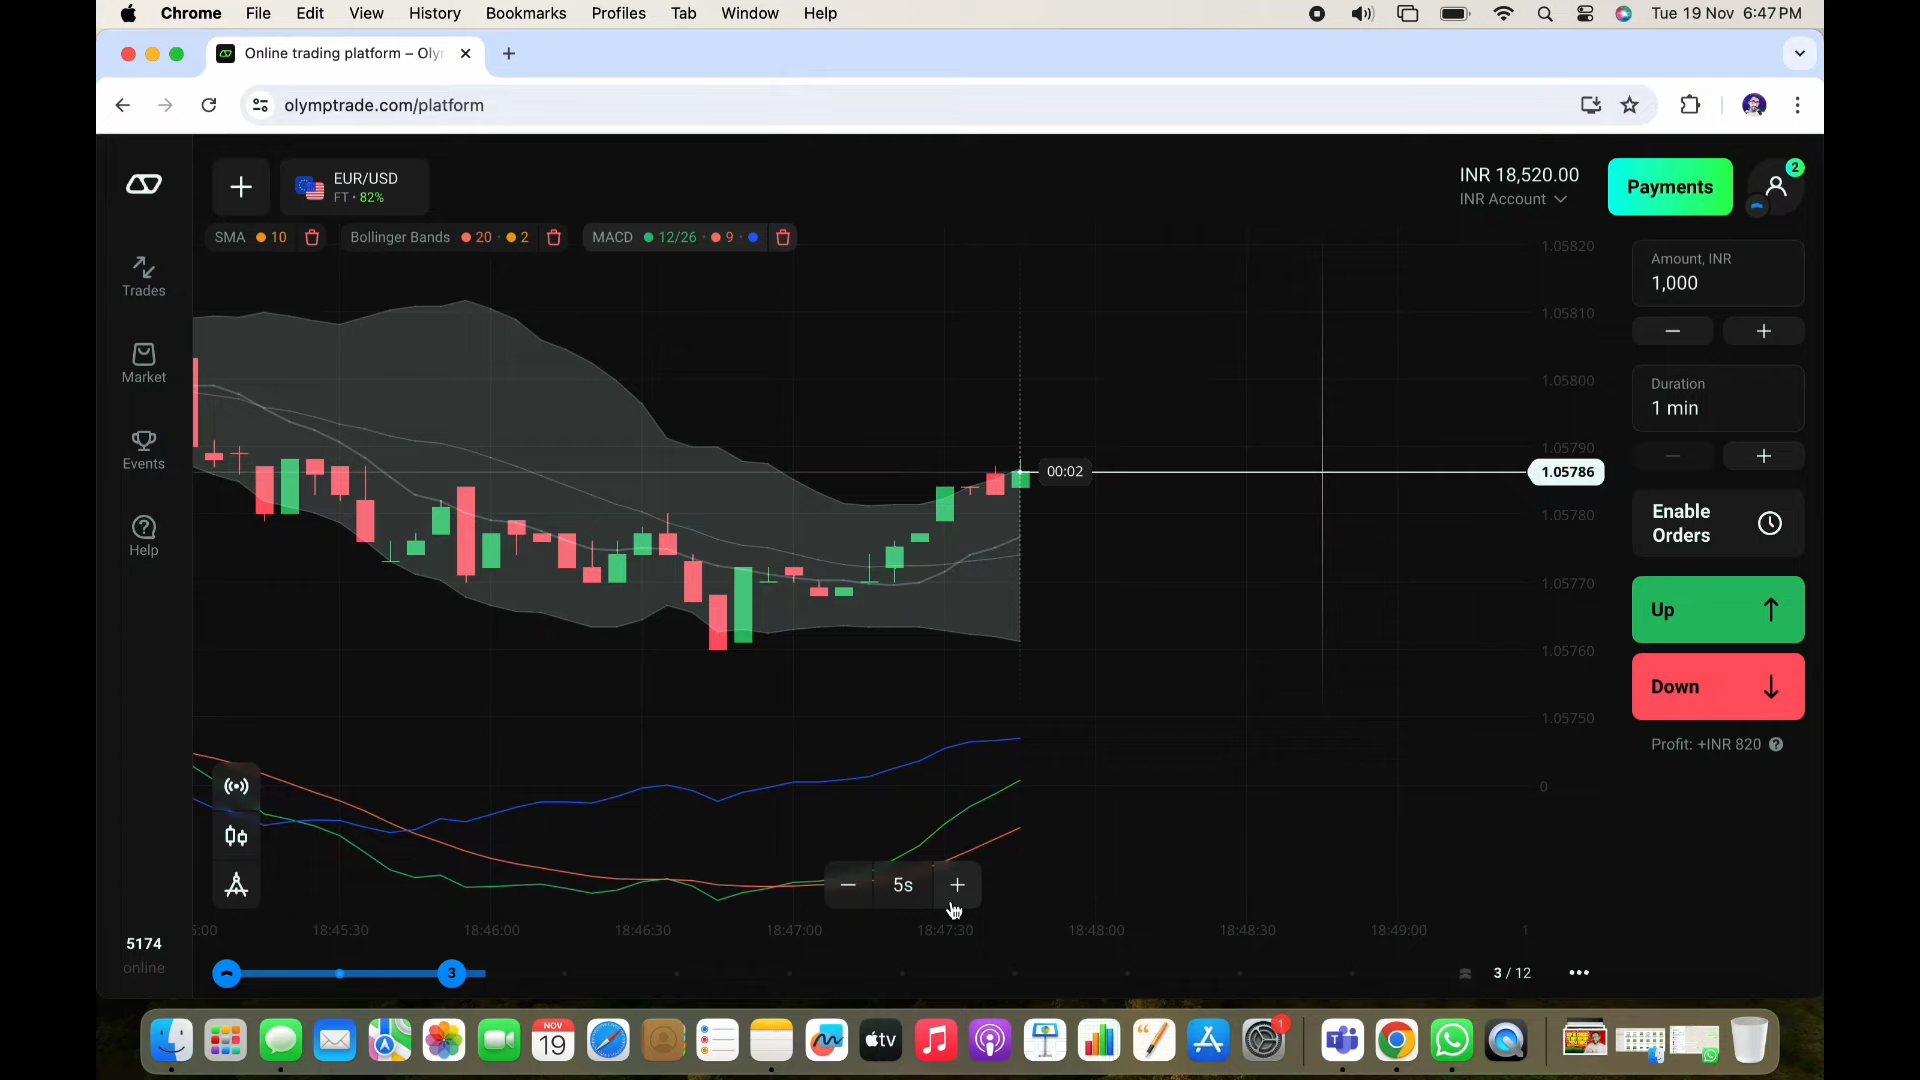 Chrome File Edit View History Bookmarks Profiles Tab Window Help Tue 19 Nov 6:47 PM
Online trading platform – Oly
olymptrade.com/platform
EUR/USD
FT • 82%
INR 18,520.00
INR Account
Payments
2
SMA 10 Bollinger Bands 20 • 2 MACD 12/26 • 9
1.05820
Amount, INR
1,000
Trades
1.05810
Market
1.05800
Duration
1 min
Events
1.05790
00:02
1.05786
Help
1.05780
Enable
Orders
1.05770
Up
1.05760
Down
1.05750
Profit: +INR 820
0
5s
5:00 18:45:30 18:46:00 18:46:30 18:47:00 18:47:30 18:48:00 18:48:30 18:49:00 1
5174
online
3
3 / 12
NOV
19
tv
1